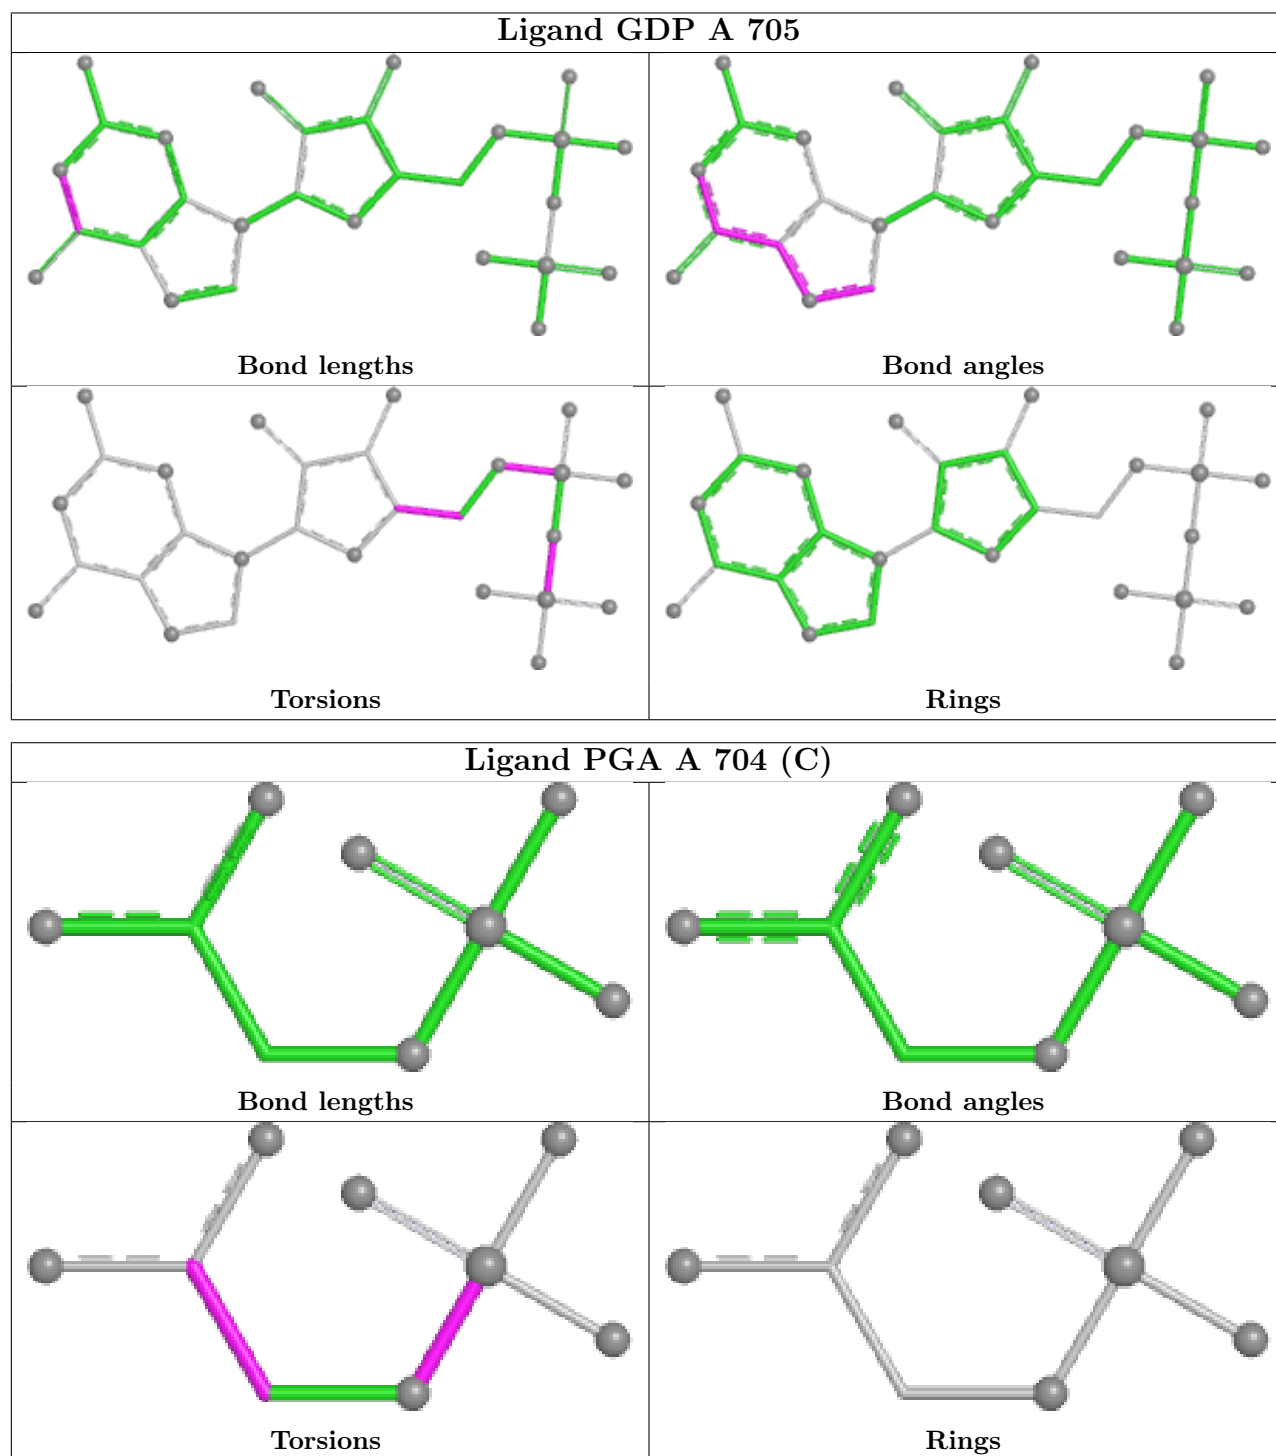 Ligand GDP A 705
Bond lengths
Bond angles
Torsions
Rings
Ligand PGA A 704 (C)
Bond lengths
Bond angles
Torsions
Rings